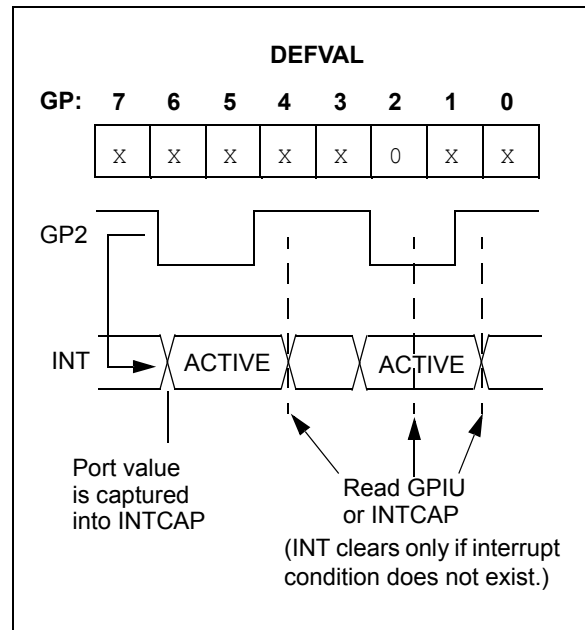 DEFVAL
GP: 7 6 5 4 3 2 1 0
X X X X X 0 X X
GP2
INT ACTIVE ACTIVE
Port value
is captured
into INTCAP
Read GPIU
or INTCAP
(INT clears only if interrupt
condition does not exist.)